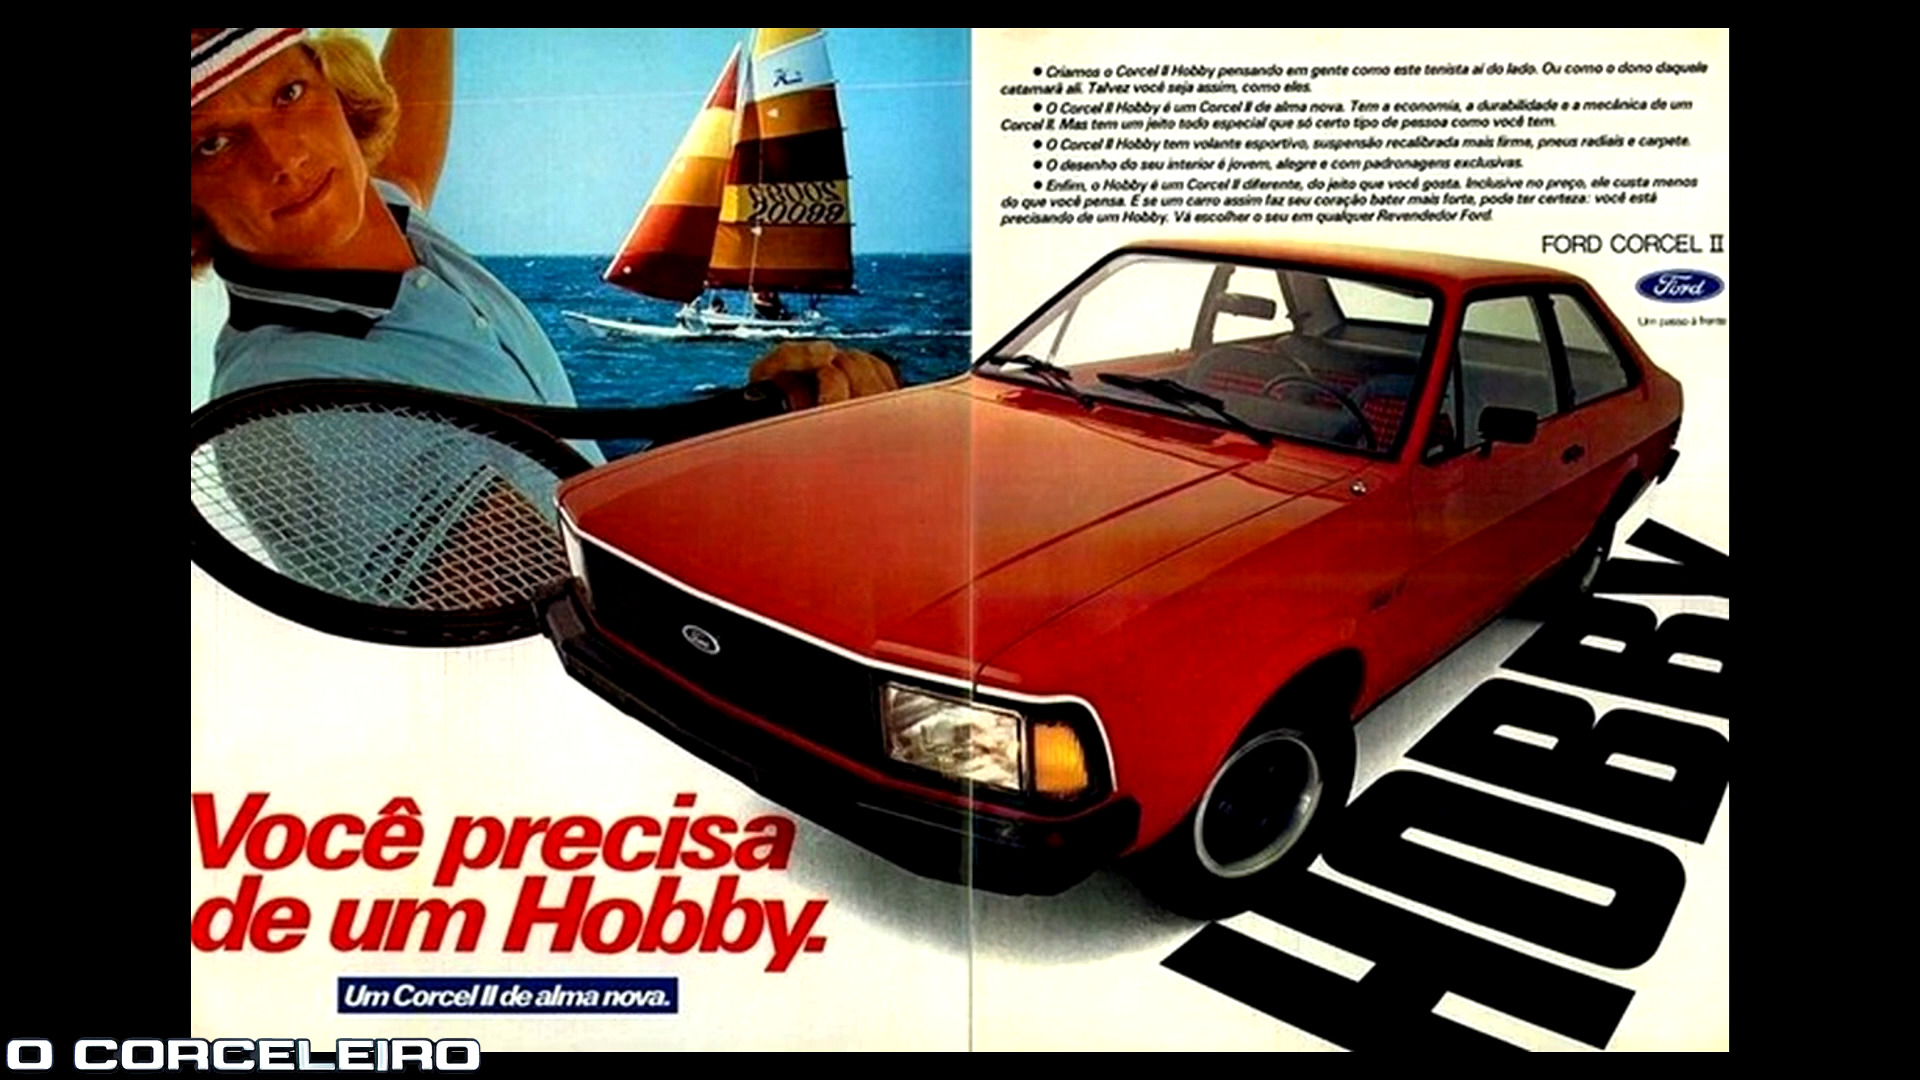 ● Criamos o Corcel II Hobby pensando em gente como este tenista aí do lado. Ou como o dono daquele
catamarã ali. Talvez você seja assim, como eles.
● O Corcel II Hobby é um Corcel II de alma nova. Tem a economia, a durabilidade e a mecânica de um
Corcel II. Mas tem um jeito todo especial que só certo tipo de pessoa como você tem.
● O Corcel II Hobby tem volante esportivo, suspensão recalibrada mais firme, pneus radiais e carpete.
● O desenho do seu interior é jovem, alegre e com padronagens exclusivas.
● Enfim, o Hobby é um Corcel II diferente, do jeito que você gosta. Inclusive no preço, ele custa menos
do que você pensa. E se um carro assim faz seu coração bater mais forte, pode ter certeza: você está
precisando de um Hobby. Vá escolher o seu em qualquer Revendedor Ford.
FORD CORCEL II
Ford
Um passo à frente
20098
Ford
HOBBY
Você precisa
de um Hobby.
Um Corcel II de alma nova.
O CORCELEIRO